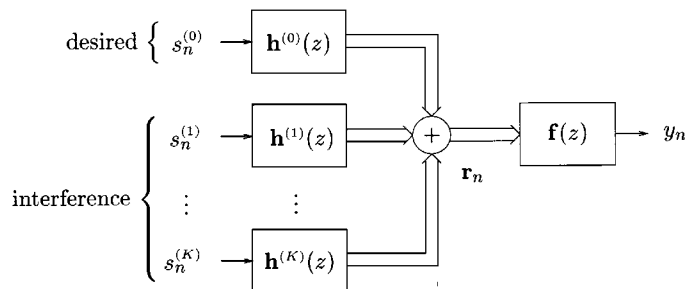 desired { s_n^{(0)} h^{(0)}(z)
s_n^{(1)} h^{(1)}(z) + f(z) y_n
r_n
interference { ⋮ ⋮
s_n^{(K)} h^{(K)}(z)